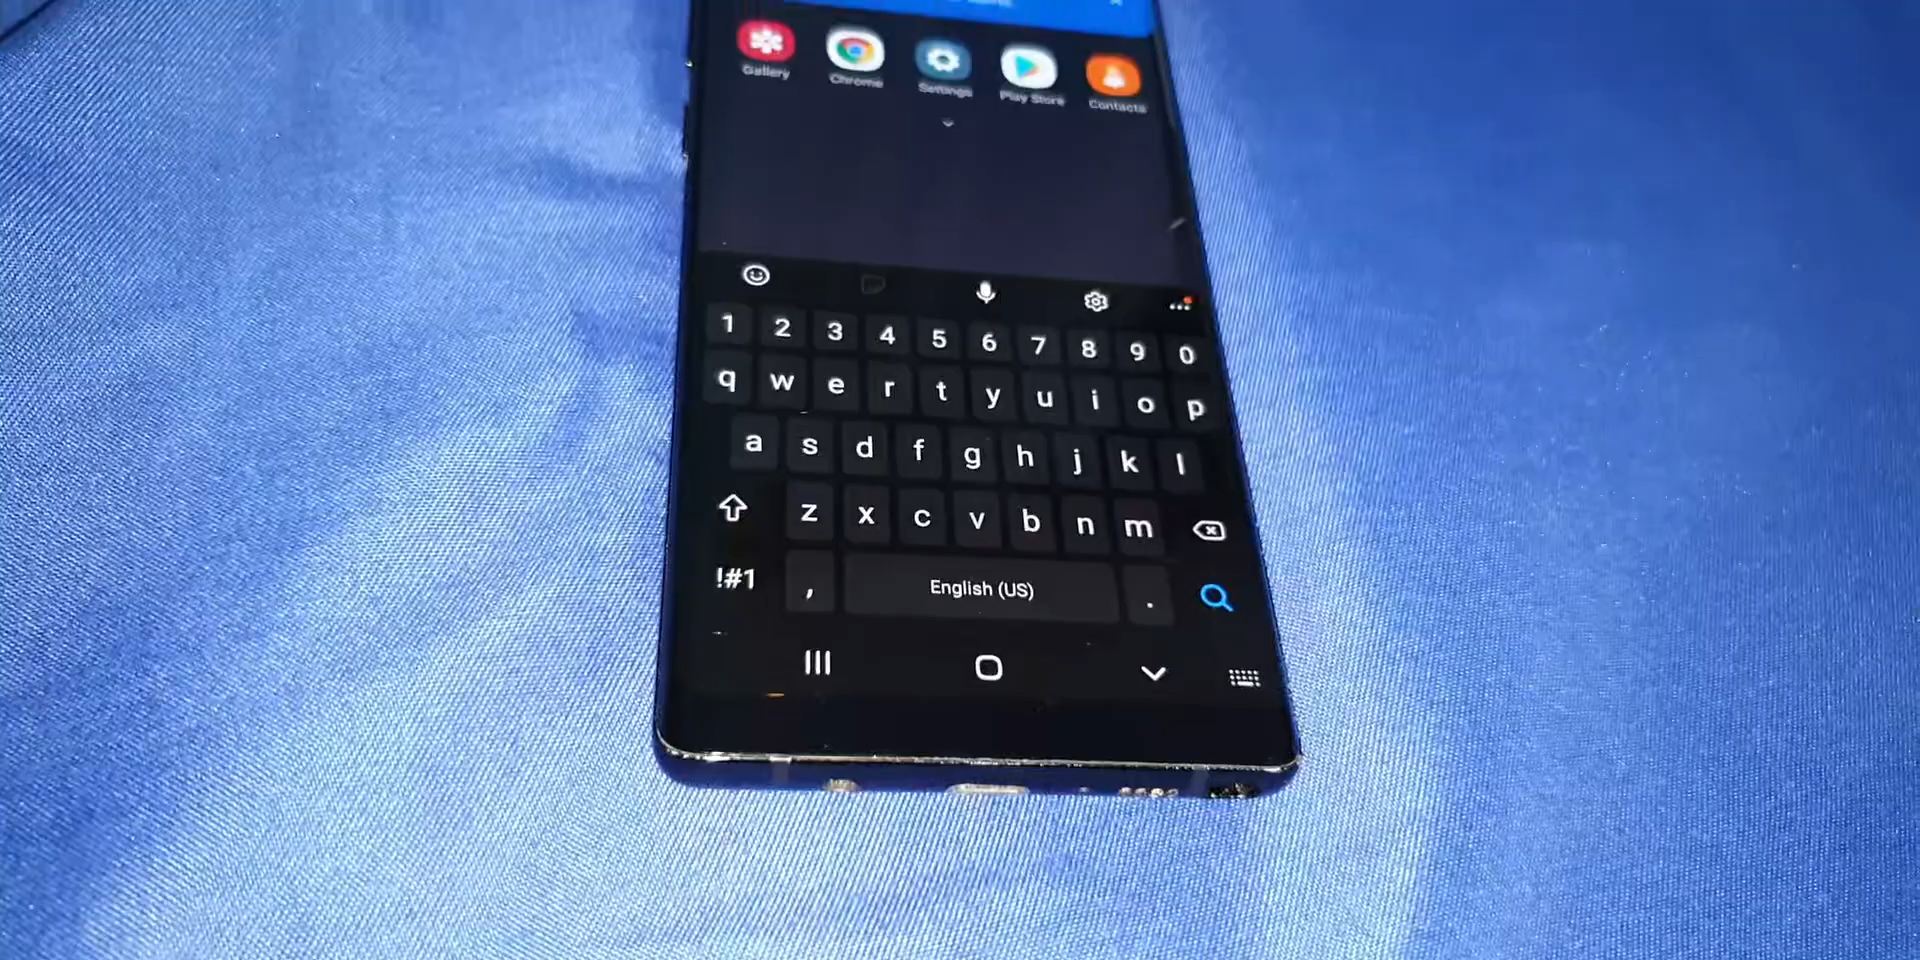 Gallery Chrome Settings Play Store Contacts
1 2 3 4 5 6 7 8 9 0
q w e r t y u i o p
a s d f g h j k l
z x c v b n m
!#1 , English (US) .